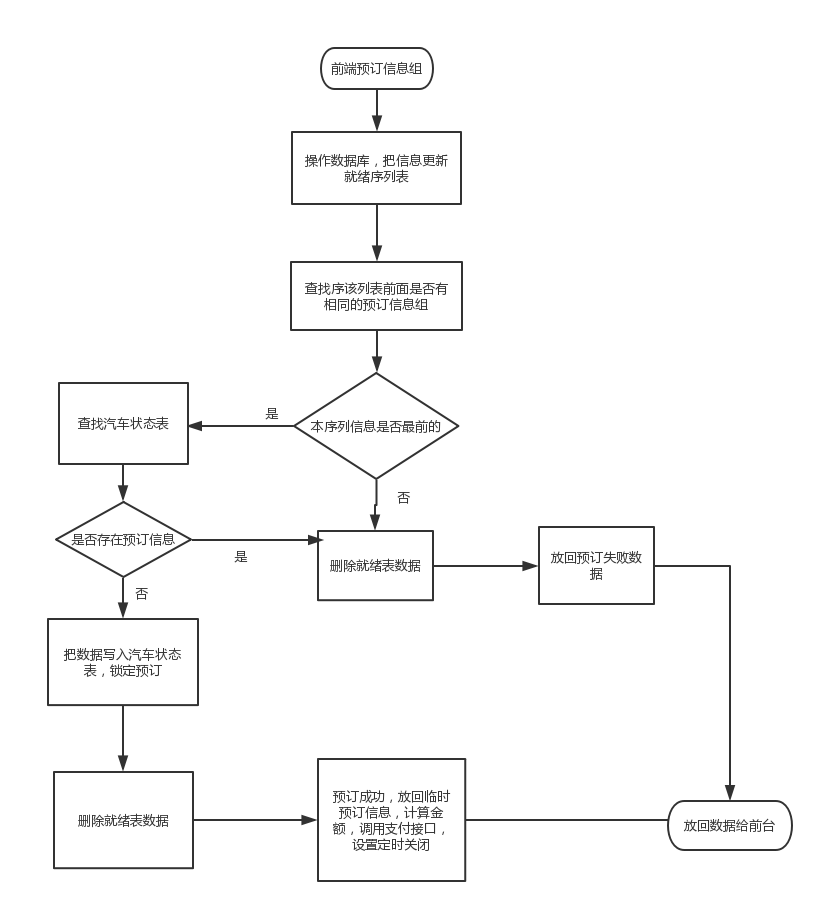 前端预订信息组
操作数据库，把信息更新
就绪序列表
查找序该列表前面是否有
相同的预订信息组
本序列信息是否最前的
是
查找汽车状态表
否
是否存在预订信息
是
删除就绪表数据
放回预订失败数
据
否
把数据写入汽车状态
表，锁定预订
删除就绪表数据
预订成功，放回临时
预订信息，计算金
额，调用支付接口，
设置定时关闭
放回数据给前台